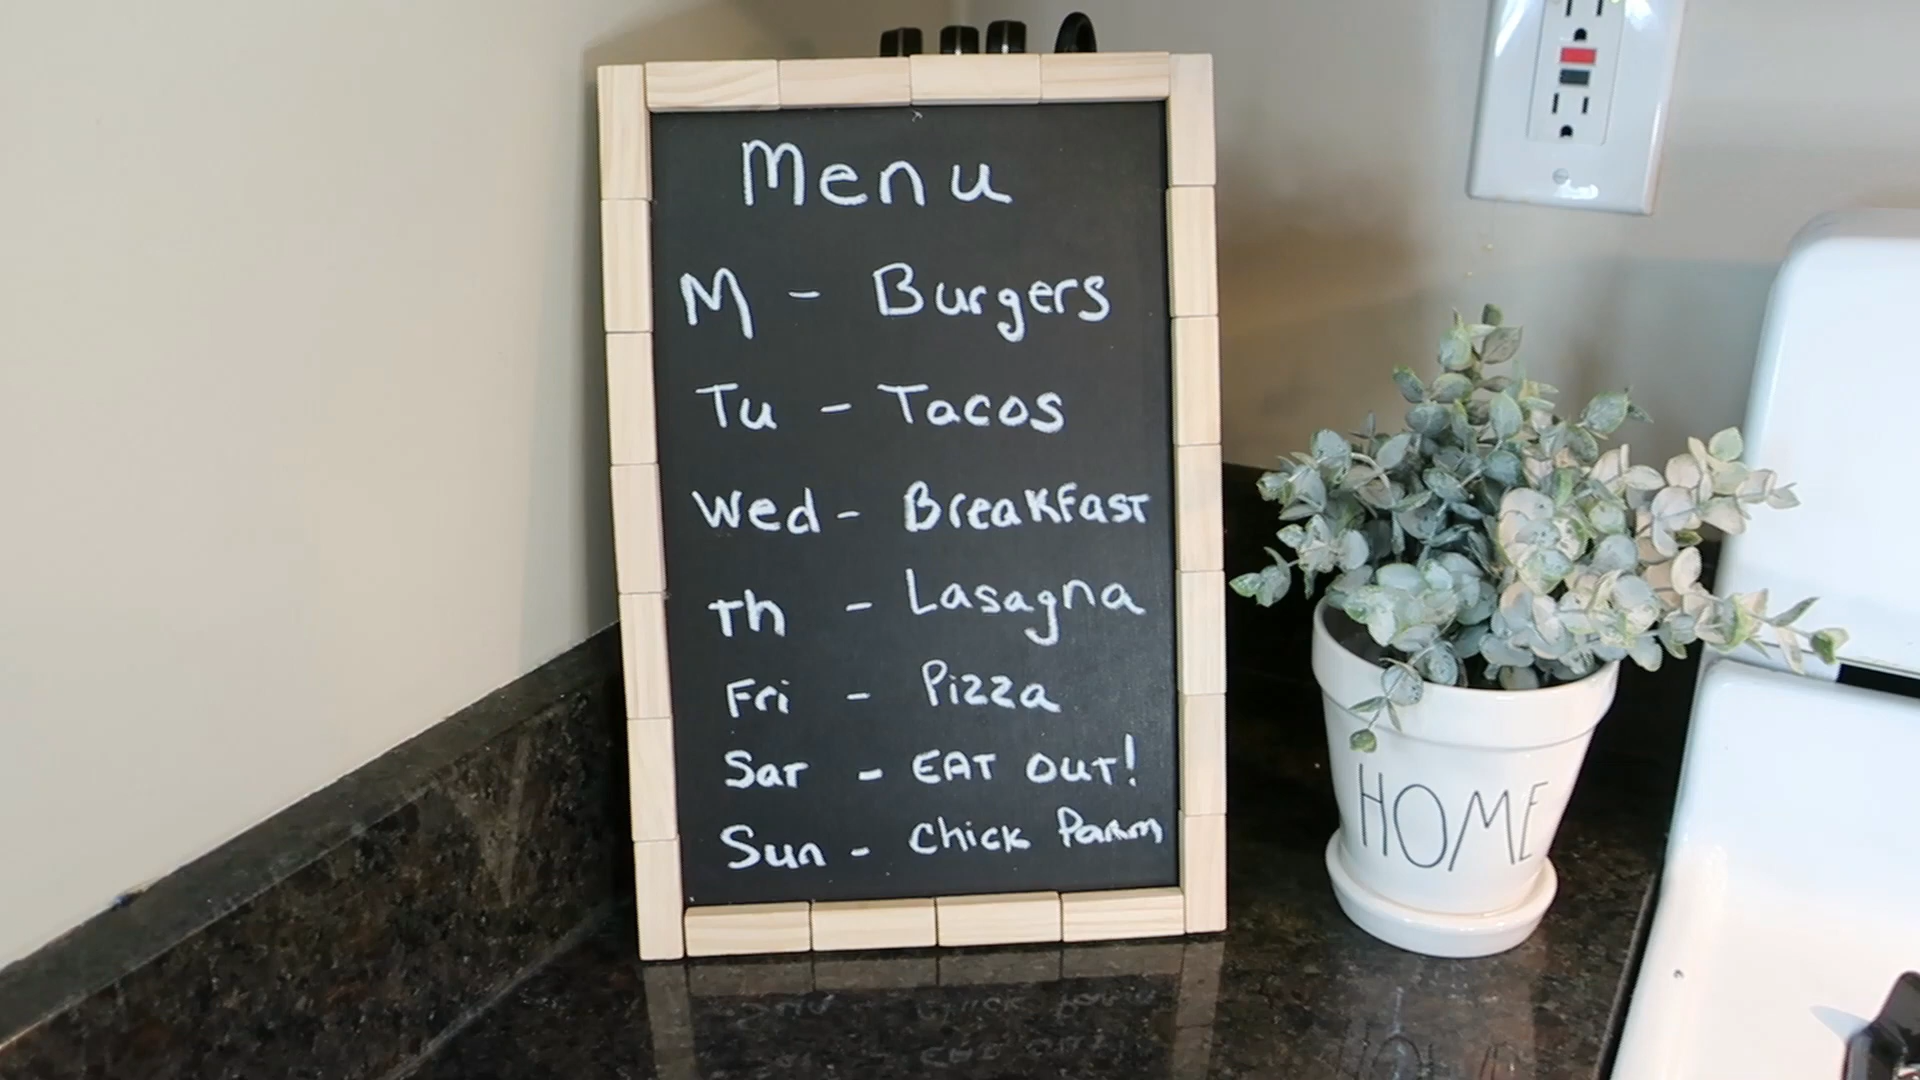 Menu
M - Burgers
Tu - Tacos
Wed - Breakfast
Th - Lasagna
Fri - Pizza
Sat - EAT OUT!
Sun - Chick Parm
HOME